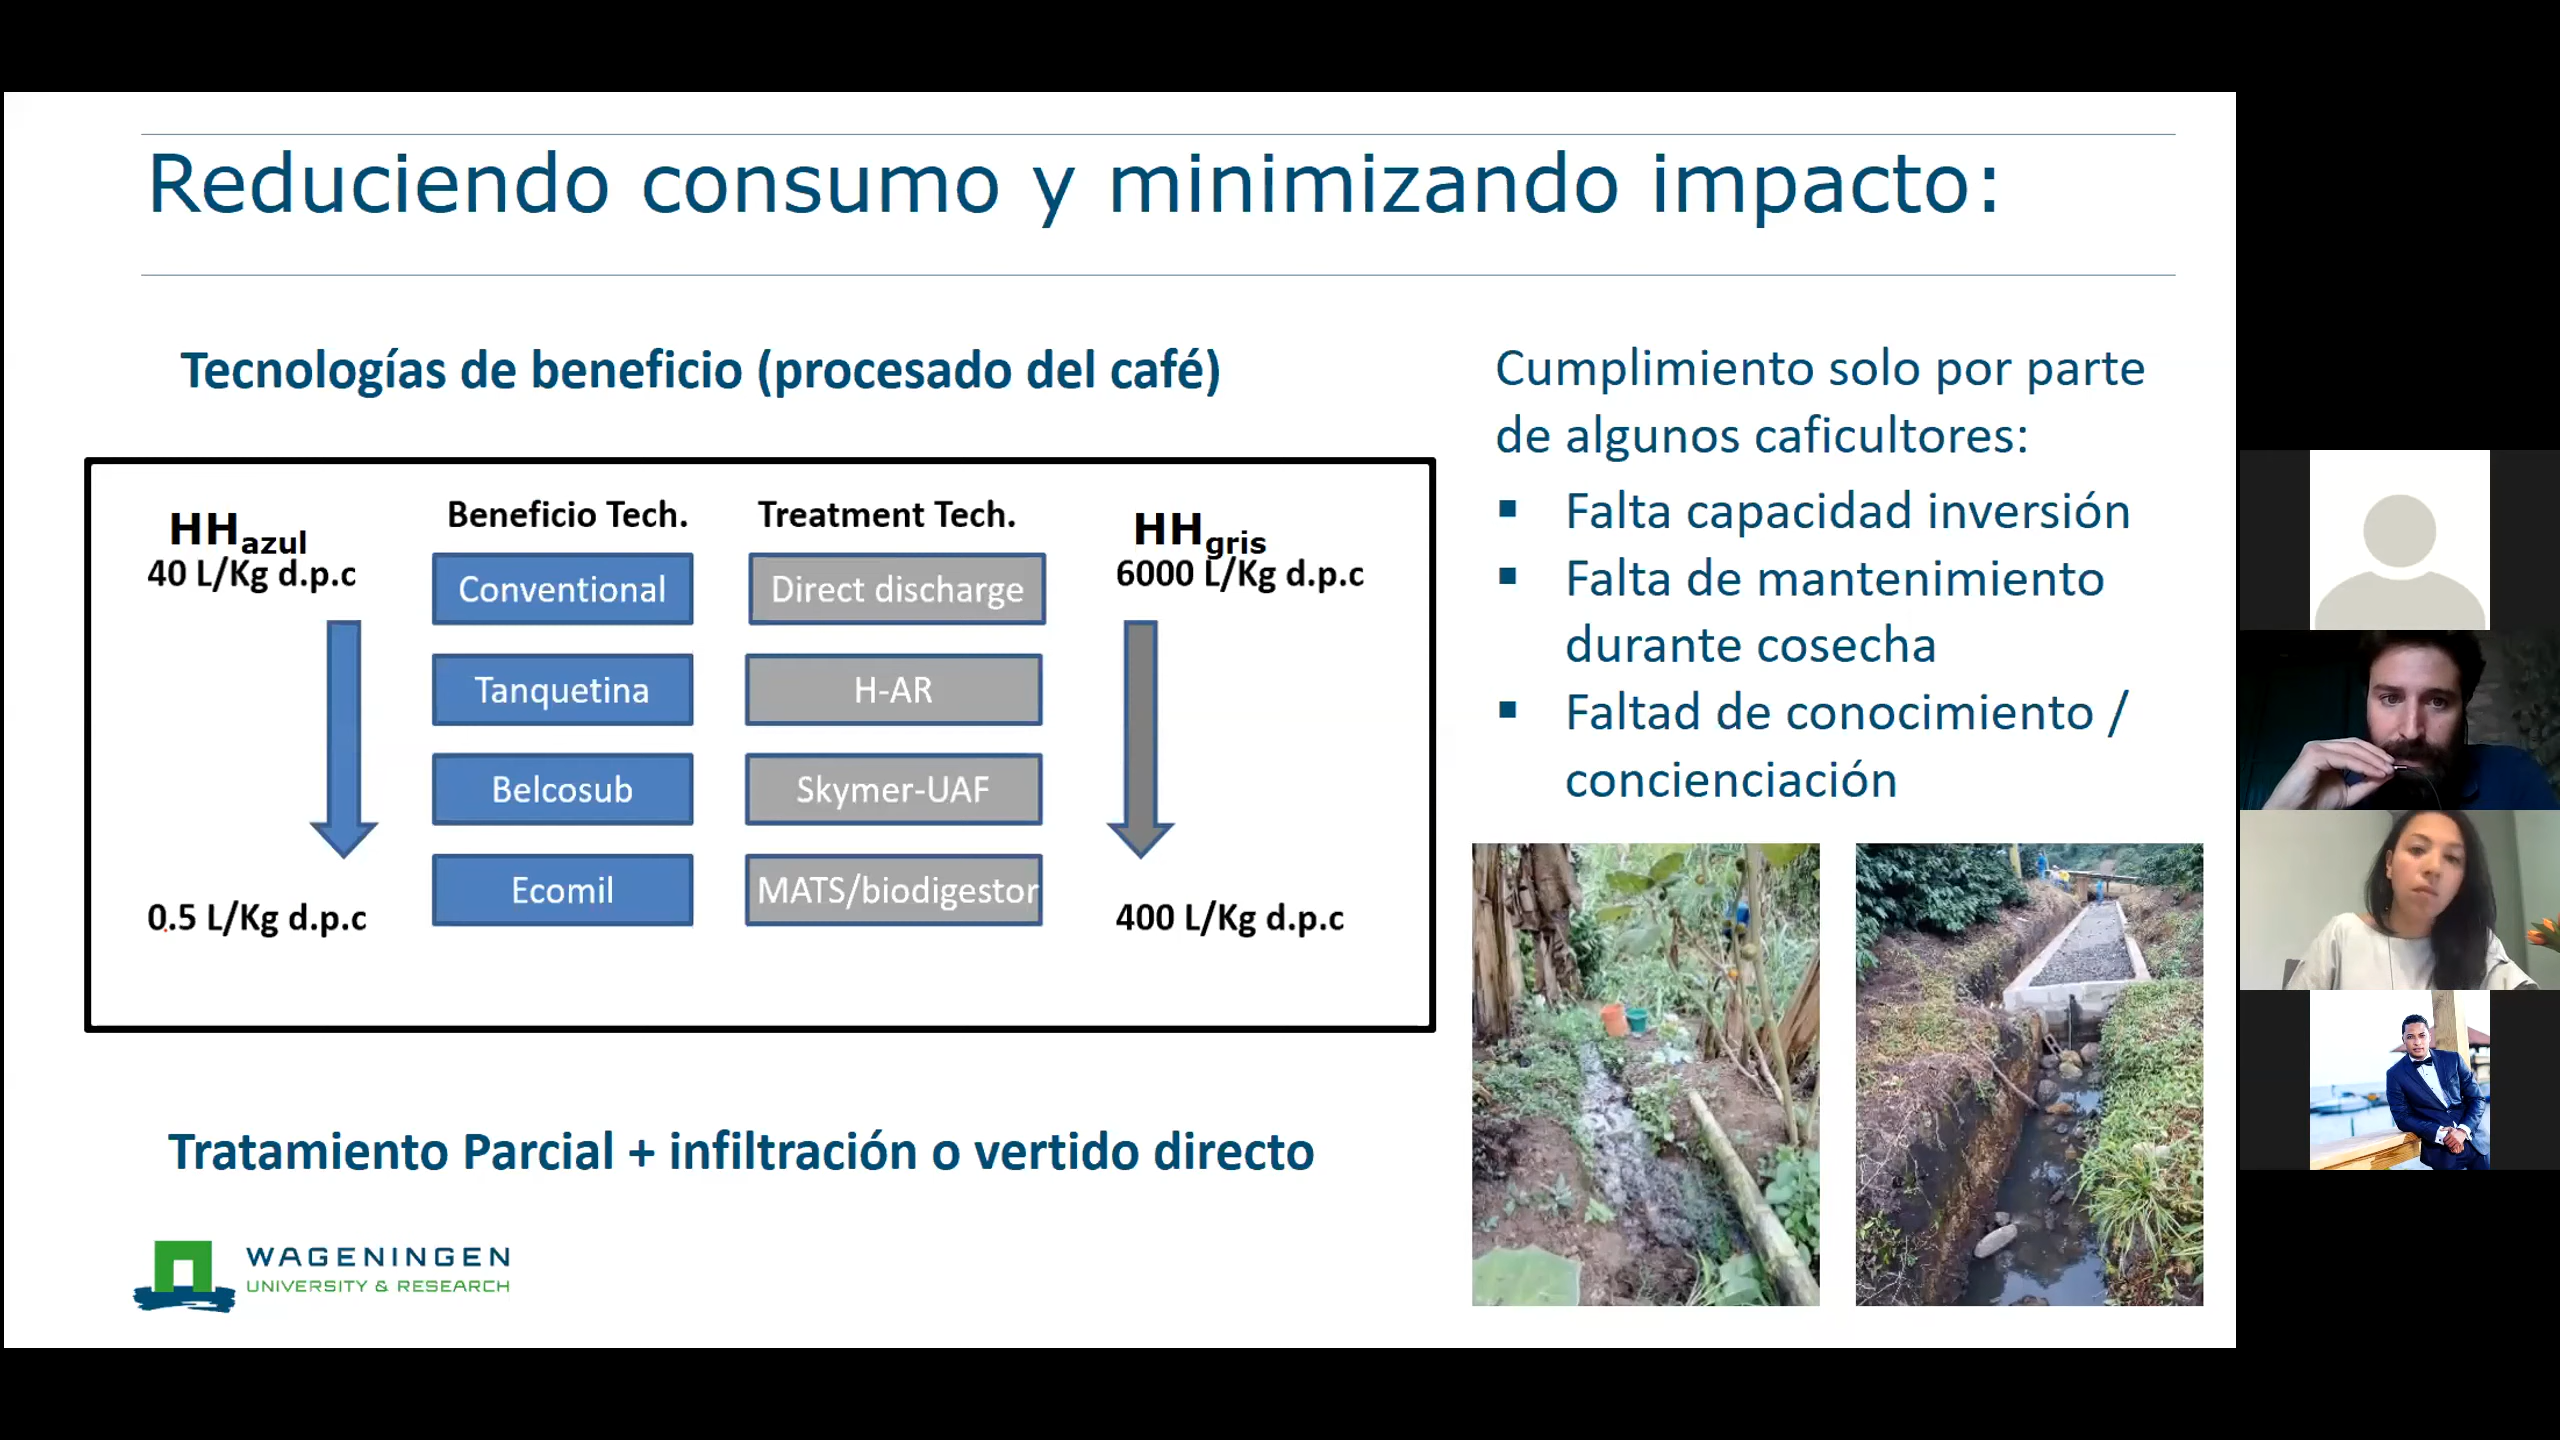 Reduciendo consumo y minimizando impacto:
Tecnologías de beneficio (procesado del café)
HHazul
40 L/Kg d.p.c
0.5 L/Kg d.p.c
Beneficio Tech.
Conventional
Tanquetina
Belcosub
Ecomil
Treatment Tech.
Direct discharge
H-AR
Skymer-UAF
MATS/biodigestor
HHgris
6000 L/Kg d.p.c
400 L/Kg d.p.c
Tratamiento Parcial + infiltración o vertido directo
Cumplimiento solo por parte
de algunos caficultores:
▪ Falta capacidad inversión
▪ Falta de mantenimiento
durante cosecha
▪ Faltad de conocimiento /
concienciación
WAGENINGEN
UNIVERSITY & RESEARCH